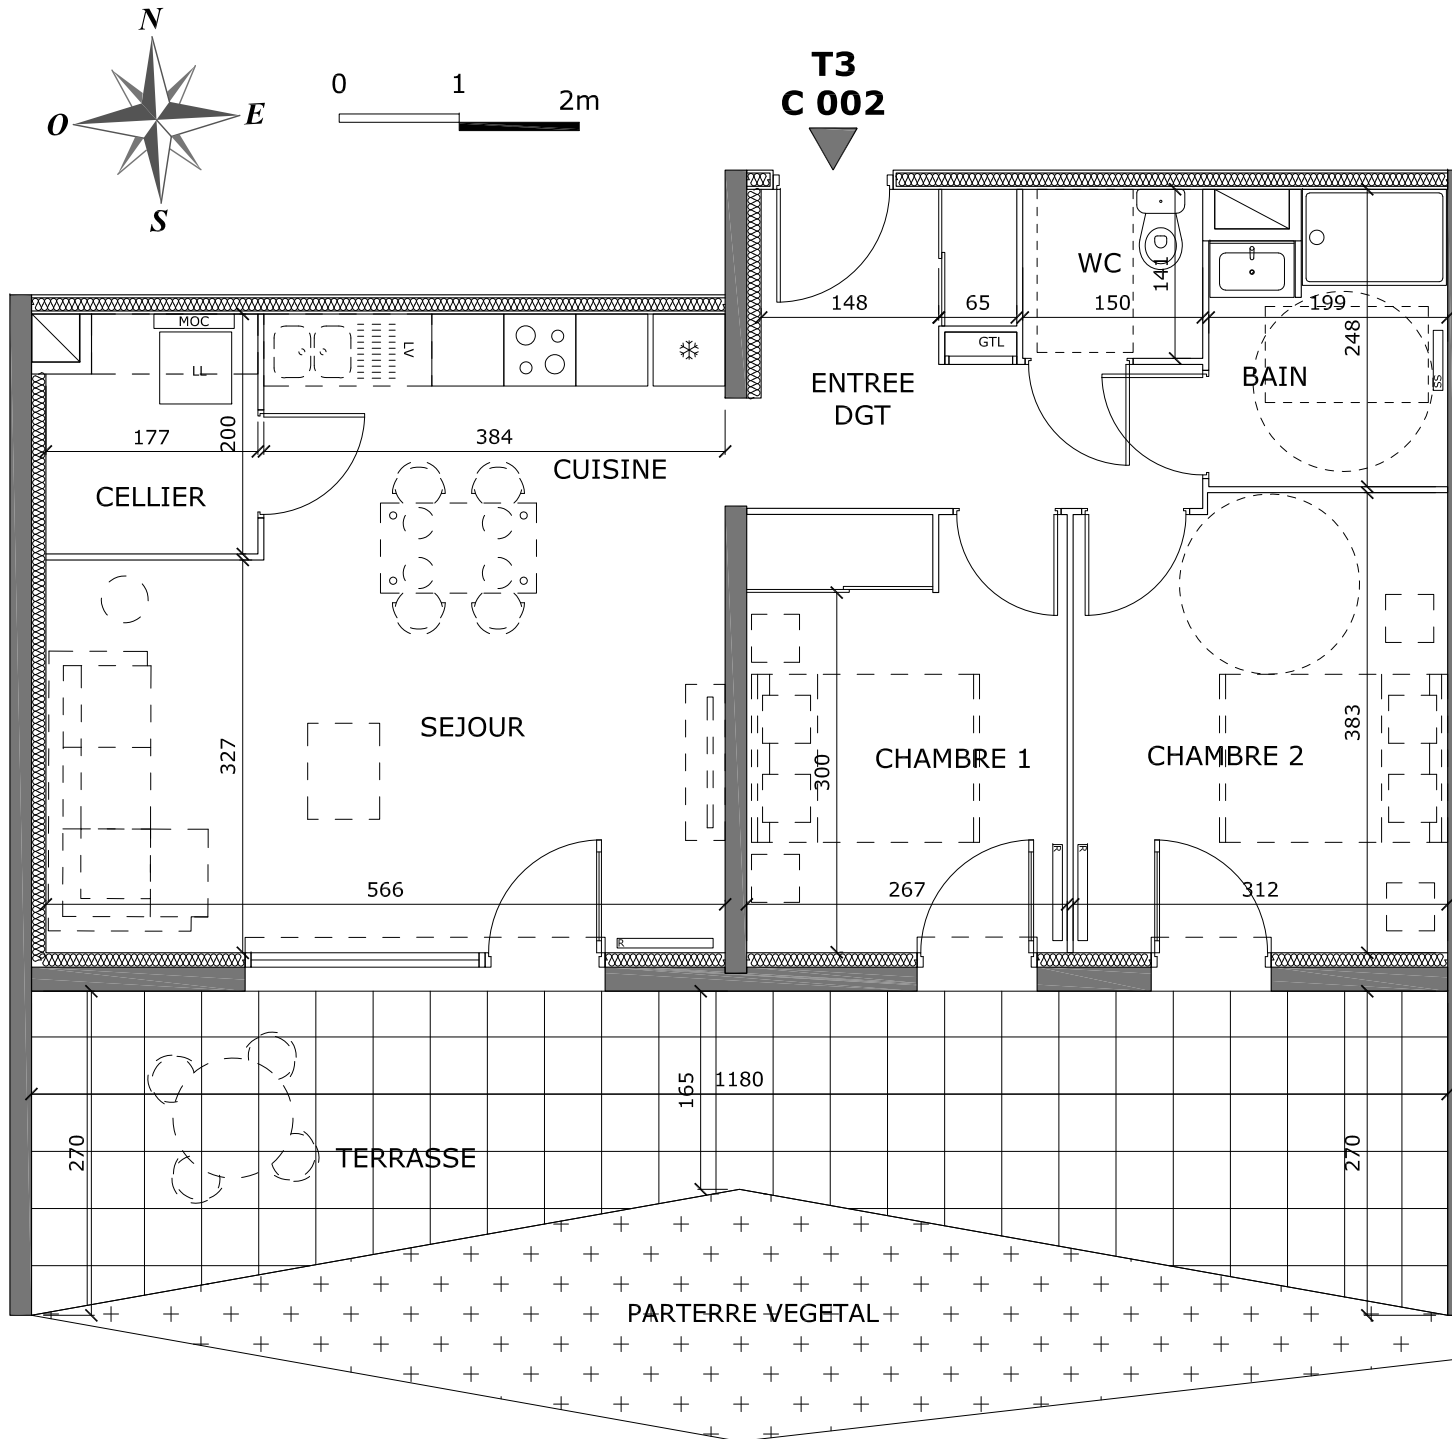 N
O
E
S
0 1 2m
T3
C 002
MOC
LL
LV
WC
141
148
65
150
199
248
GTL
ENTREE
DGT
BAIN
SS
177
200
384
CUISINE
CELLIER
SEJOUR
327
300
CHAMBRE 1
CHAMBRE 2
383
R
R
566
267
312
R
165
1180
270
TERRASSE
270
PARTERRE VEGETAL